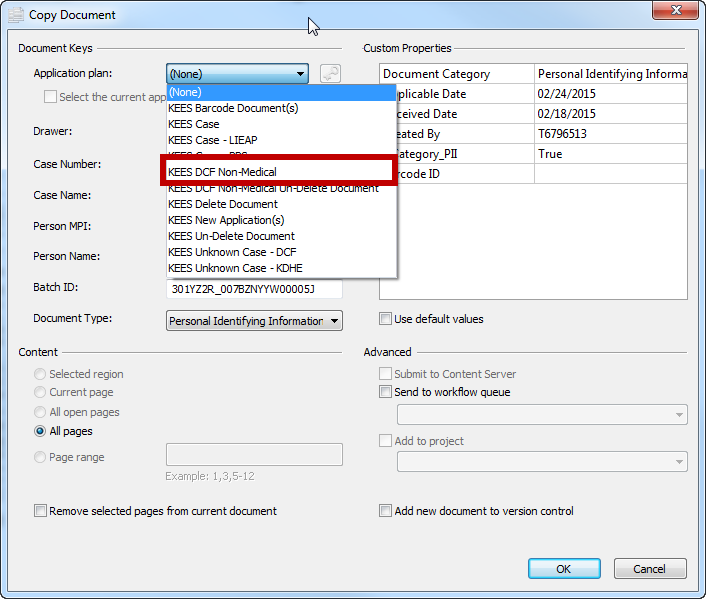 Copy Document
Document Keys
Application plan:
(None)
Select the current app
(None)
KEES Barcode Document(s)
KEES Case
KEES Case - LIEAP
KEES DCF Non-Medical
KEES DCF Non-Medical Un-Delete Document
KEES Delete Document
KEES New Application(s)
KEES Un-Delete Document
KEES Unknown Case - DCF
KEES Unknown Case - KDHE
Drawer:
Case Number:
Case Name:
Person MPI:
Person Name:
Batch ID:
301YZ2R_007BZNYYW00005J
Document Type:
Personal Identifying Information
Custom Properties
Document Category Personal Identifying Informa
plicable Date 02/24/2015
ceived Date 02/18/2015
eated By T6796513
Category_PII True
rcode ID
Use default values
Content
Selected region
Current page
All open pages
All pages
Page range
Example: 1,3,5-12
Remove selected pages from current document
Advanced
Submit to Content Server
Send to workflow queue
Add to project
Add new document to version control
OK
Cancel